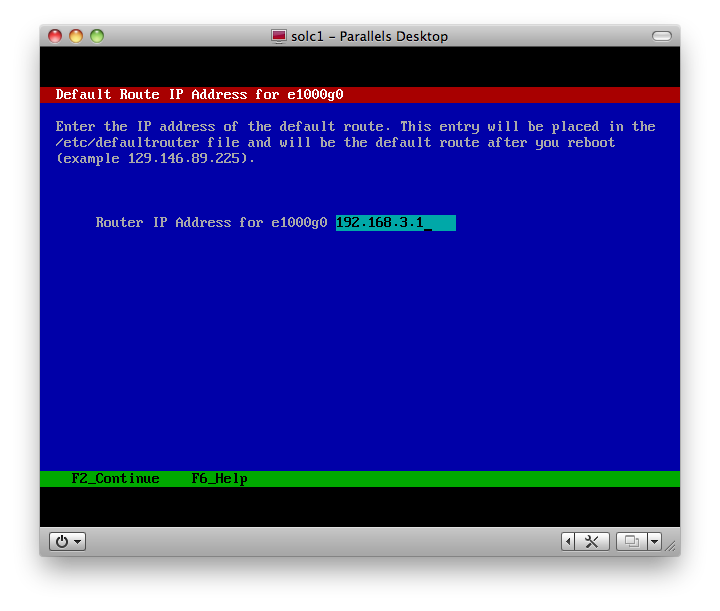 solc1 – Parallels Desktop
Default Route IP Address for e1000g0
Enter the IP address of the default route. This entry will be placed in the
/etc/defaultrouter file and will be the default route after you reboot
(example 129.146.89.225).
Router IP Address for e1000g0 192.168.3.1_
F2_Continue F6_Help